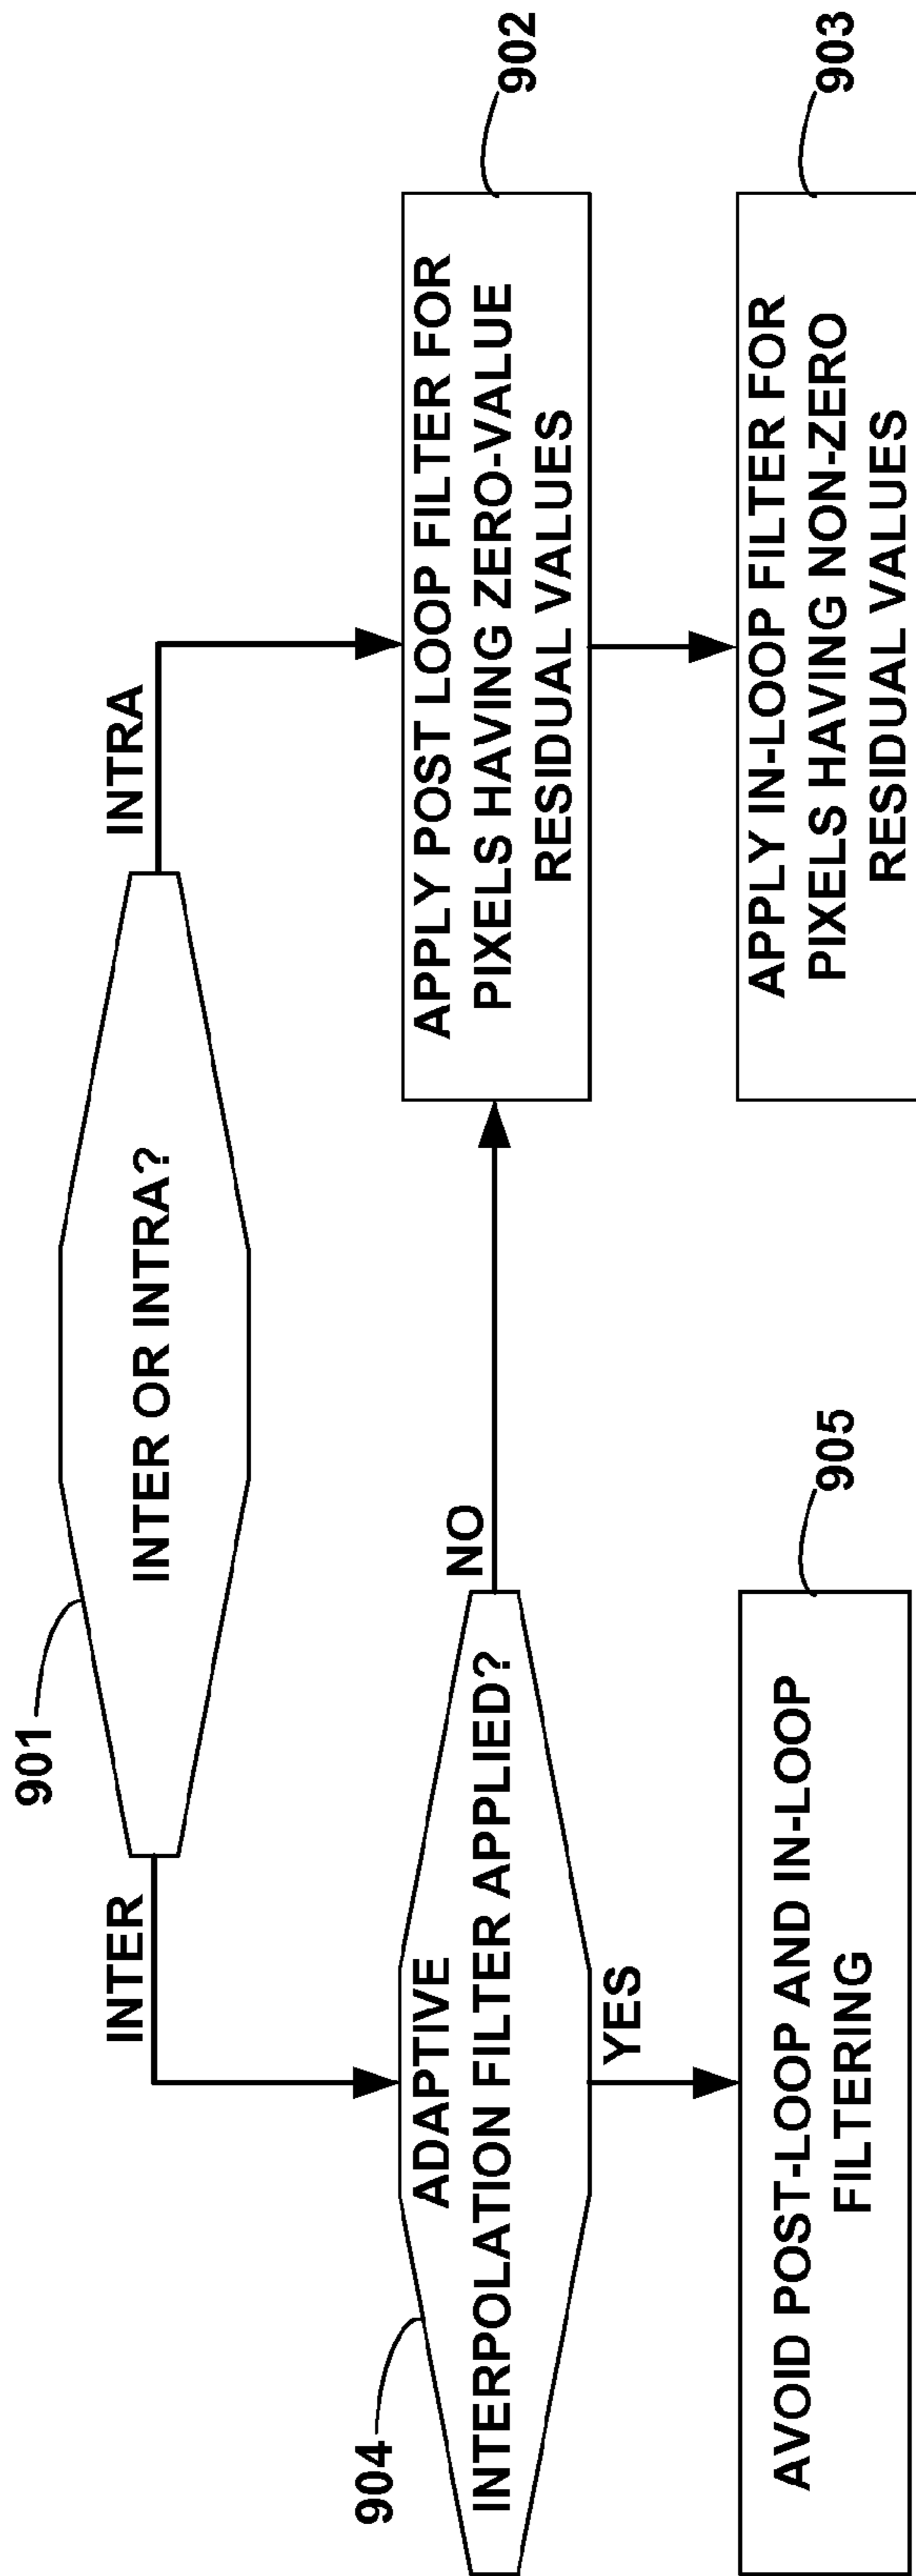 901
INTER OR INTRA?
INTER
INTRA
904
ADAPTIVE
INTERPOLATION FILTER APPLIED?
NO
YES
APPLY POST LOOP FILTER FOR
PIXELS HAVING ZERO-VALUE
RESIDUAL VALUES
902
905
AVOID POST-LOOP AND IN-LOOP
FILTERING
APPLY IN-LOOP FILTER FOR
PIXELS HAVING NON-ZERO
RESIDUAL VALUES
903